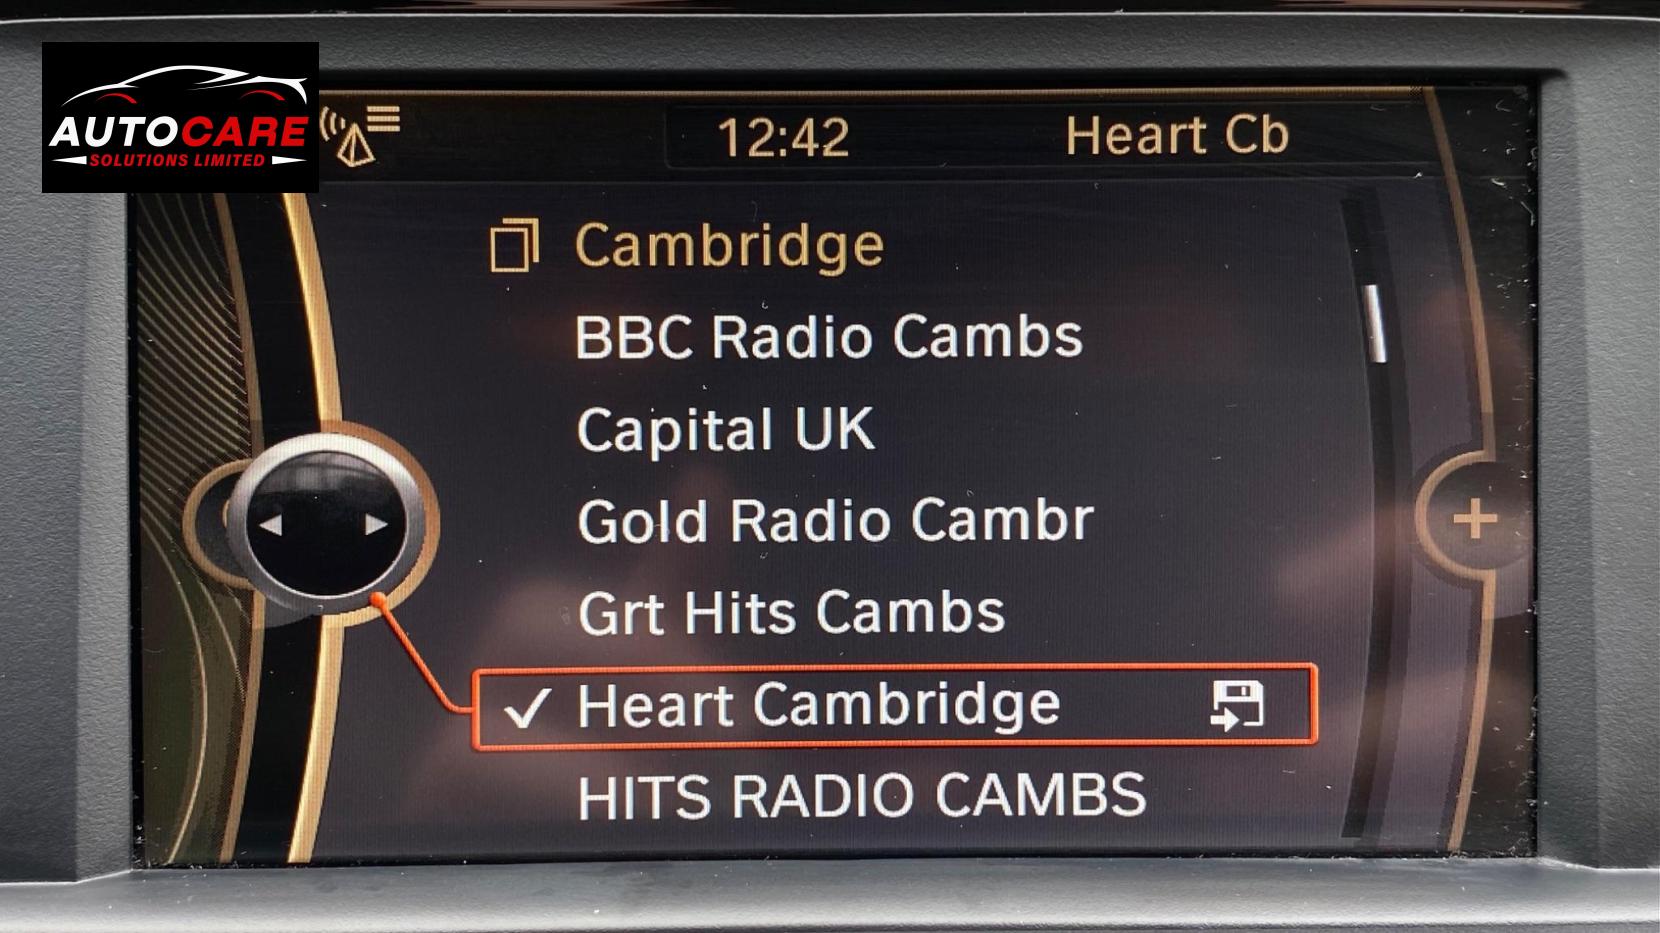 AUTOCARE
SOLUTIONS LIMITED
12:42
Heart Cb
Cambridge
BBC Radio Cambs
Capital UK
Gold Radio Cambr
Grt Hits Cambs
Heart Cambridge
HITS RADIO CAMBS